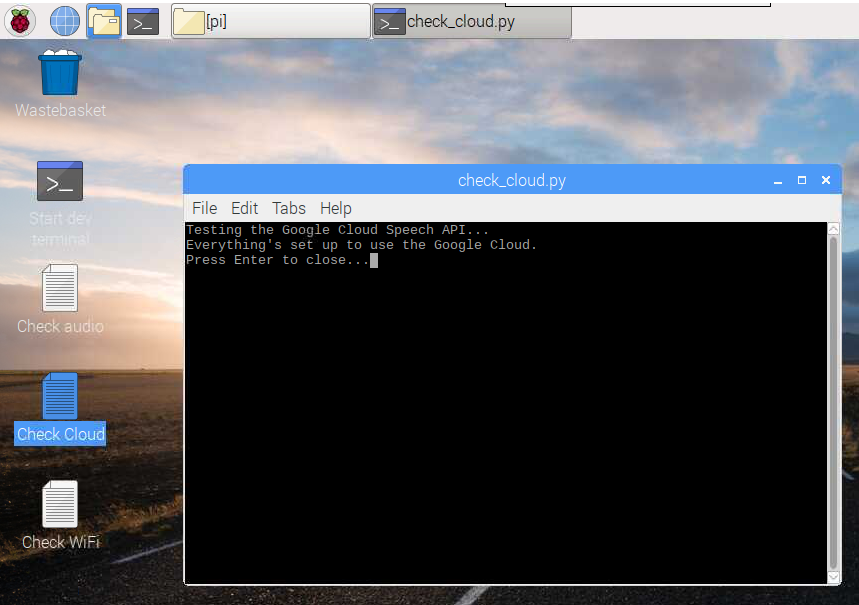 [pi]
check_cloud.py
Wastebasket
Start dev
terminal
Check audio
Check Cloud
Check WiFi
check_cloud.py
File Edit Tabs Help
Testing the Google Cloud Speech API...
Everything's set up to use the Google Cloud.
Press Enter to close...